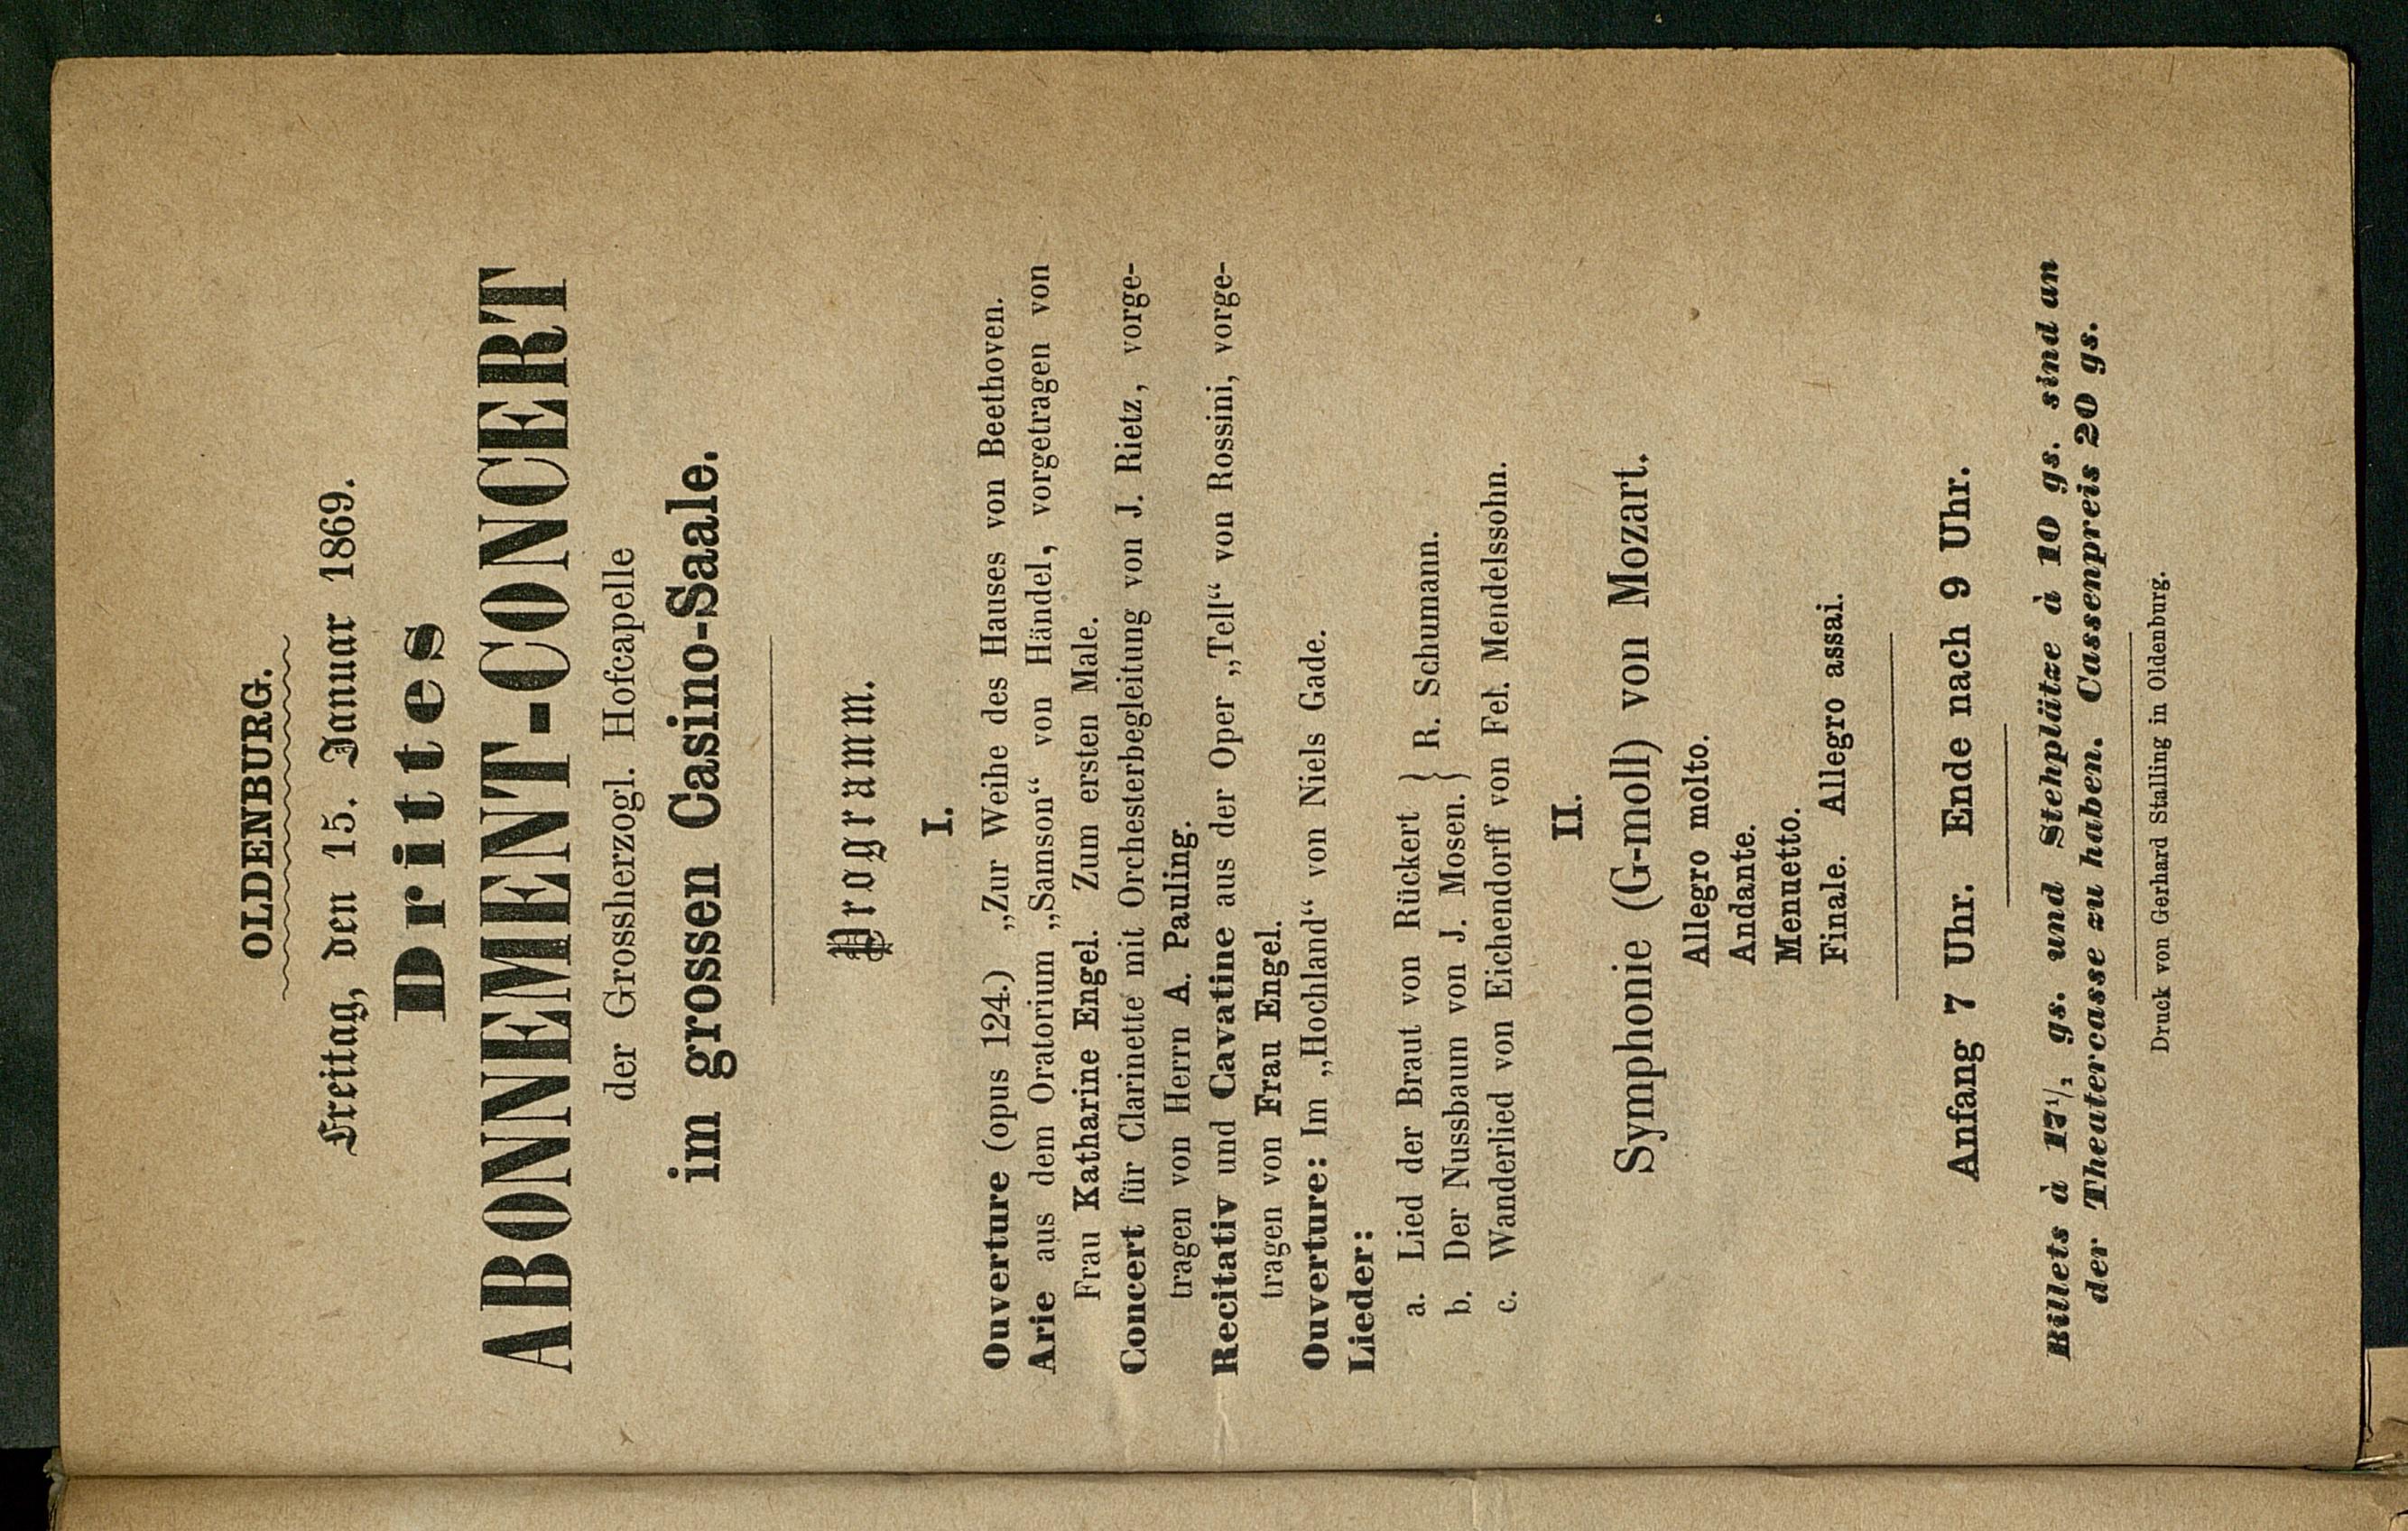 OLDENBURG.
Freitag, den 15. Januar 1869.
Drittes
ABONNEMENT-CONCERT
der Grossherzogl. Hofcapelle
im grossen Casino-Saale.
Programm.
I.
Ouverture (opus 124.) „Zur Weihe des Hauses von Beethoven.
Arie aus dem Oratorium „Samson“ von Händel, vorgetragen von
Frau Katharine Engel. Zum ersten Male.
Concert für Clarinette mit Orchesterbegleitung von J. Rietz, vorge-
tragen von Herrn A. Pauling.
Recitativ und Cavatine aus der Oper „Tell“ von Rossini, vorge-
tragen von Frau Engel.
Ouverture: Im „Hochland“ von Niels Gade.
Lieder:
a. Lied der Braut von Rückert } R. Schumann.
b. Der Nussbaum von J. Mosen. }
c. Wanderlied von Eichendorff von Fel. Mendelssohn.
II.
Symphonie (G-moll) von Mozart.
Allegro molto.
Andante.
Menuetto.
Finale. Allegro assai.
Anfang 7 Uhr. Ende nach 9 Uhr.
Billets à 17½ gs. und Stehplätze à 10 gs. sind an
der Theatercasse zu haben. Cassenpreis 20 gs.
Druck von Gerhard Stalling in Oldenburg.